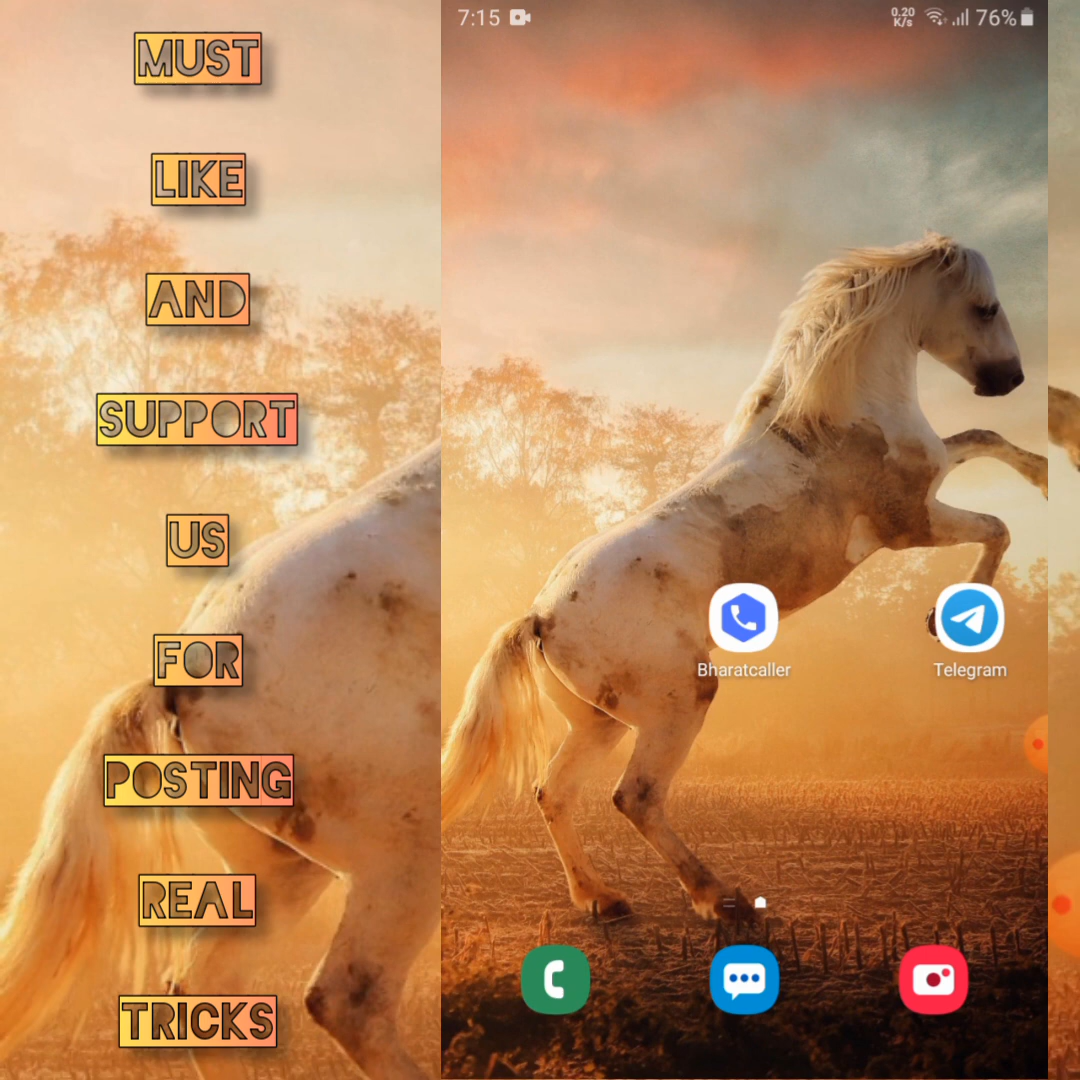 MUST
LIKE
AND
SUPPORT
US
FOR
POSTING
REAL
TRICKS
7:15
0.20
K/s
76%
Bharatcaller
Telegram